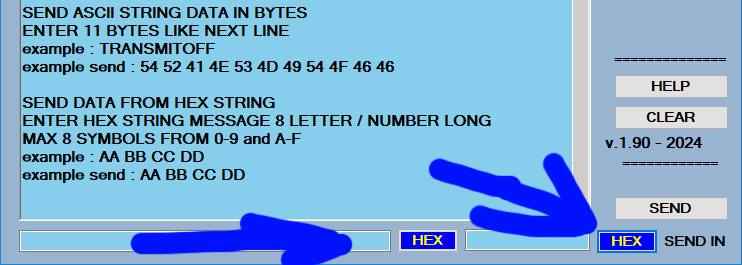 SEND ASCII STRING DATA IN BYTES
ENTER 11 BYTES LIKE NEXT LINE
example : TRANSMITOFF
example send : 54 52 41 4E 53 4D 49 54 4F 46 46
SEND DATA FROM HEX STRING
ENTER HEX STRING MESSAGE 8 LETTER / NUMBER LONG
MAX 8 SYMBOLS FROM 0-9 and A-F
example : AA BB CC DD
example send : AA BB CC DD
==============
HELP
CLEAR
v.1.90 - 2024
============
SEND
HEX
HEX SEND IN